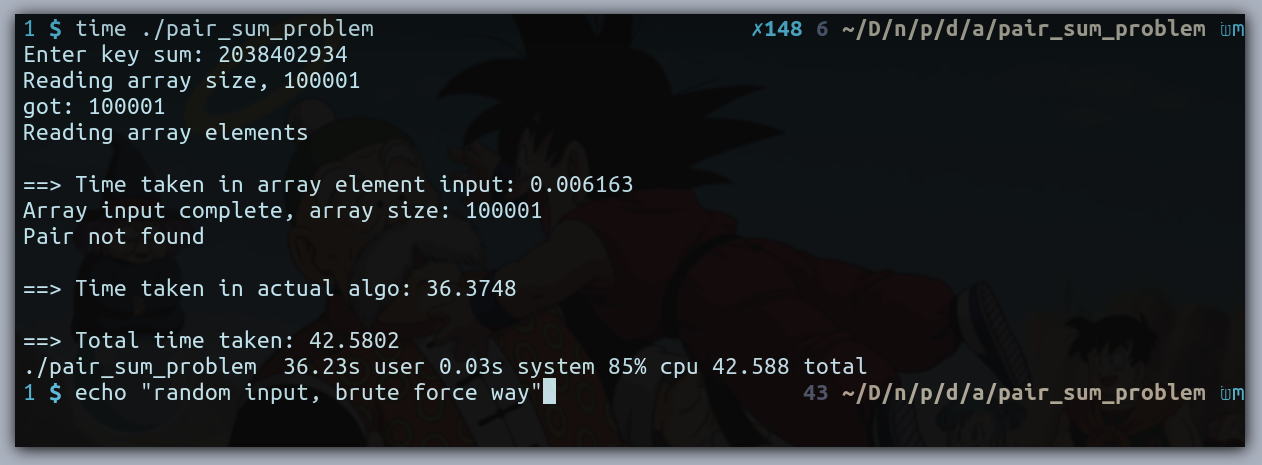 1 $ time ./pair_sum_problem ✗148 6 ~/D/n/p/d/a/pair_sum_problem
Enter key sum: 2038402934
Reading array size, 100001
got: 100001
Reading array elements
==> Time taken in array element input: 0.006163
Array input complete, array size: 100001
Pair not found
==> Time taken in actual algo: 36.3748
==> Total time taken: 42.5802
./pair_sum_problem  36.23s user 0.03s system 85% cpu 42.588 total
1 $ echo "random input, brute force way" 43 ~/D/n/p/d/a/pair_sum_problem